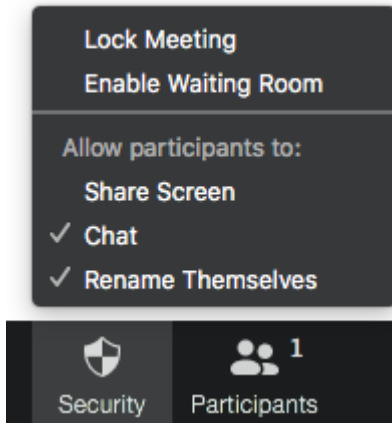 Lock Meeting
Enable Waiting Room
Allow participants to:
Share Screen
Chat
Rename Themselves
1
Security
Participants